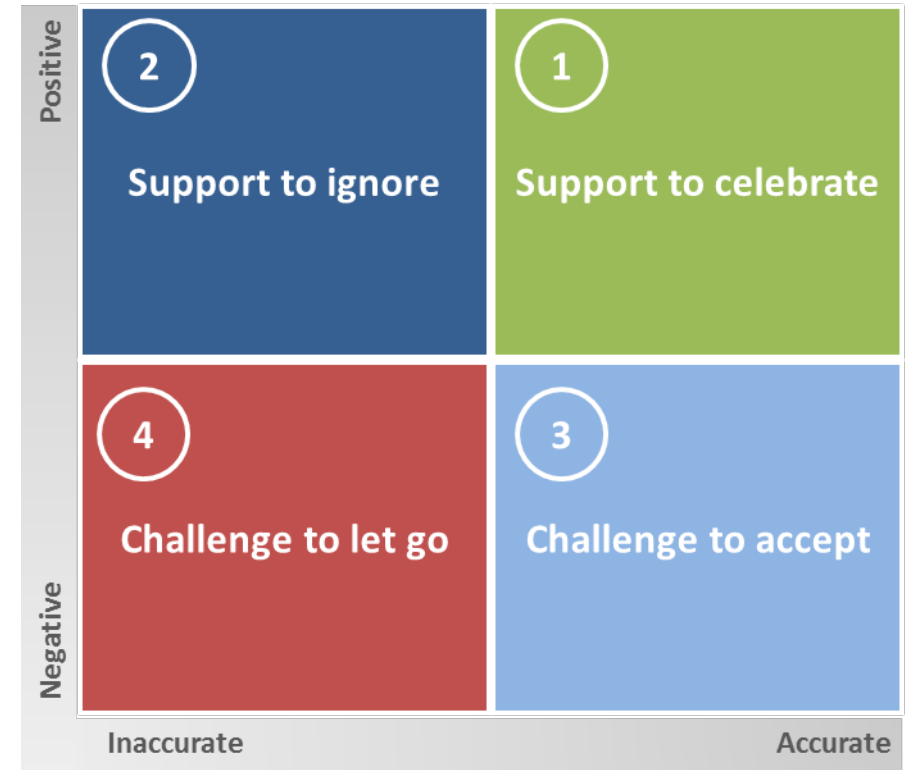 Positive
2
Support to ignore
1
Support to celebrate
Negative
4
Challenge to let go
3
Challenge to accept
Inaccurate
Accurate